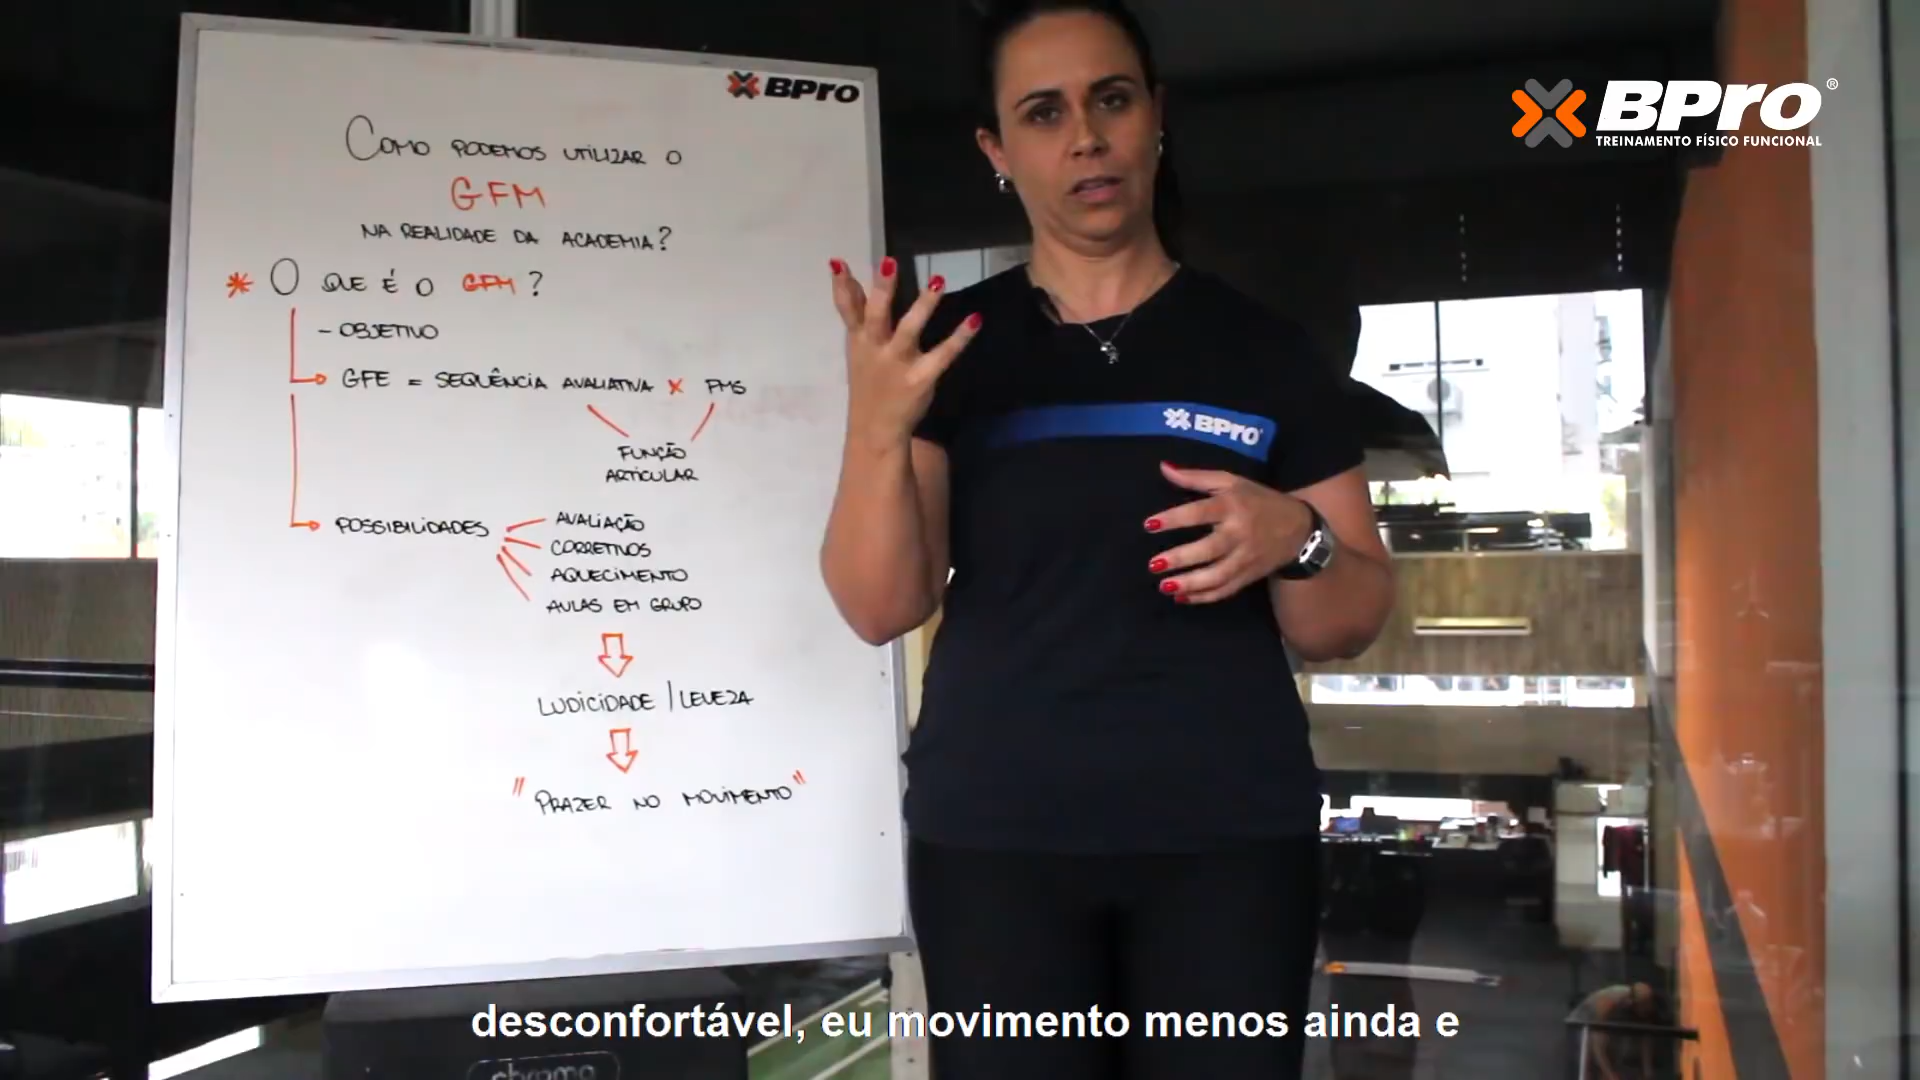 BPro
COMO PODEMOS UTILIZAR O
GFM
NA REALIDADE DA ACADEMIA?
* O QUE É O GFM?
- OBJETIVO
GFE = SEQUÊNCIA AVALIATIVA X FMS
FUNÇÃO
ARTICULAR
POSSIBILIDADES
AVALIAÇÃO
CORRETIVOS
AQUECIMENTO
AULAS EM GRUPO
LUDICIDADE / LEVEZA
"PRAZER NO MOVIMENTO"
BPro®
TREINAMENTO FÍSICO FUNCIONAL
BPro
desconfortável, eu movimento menos ainda e
chroma